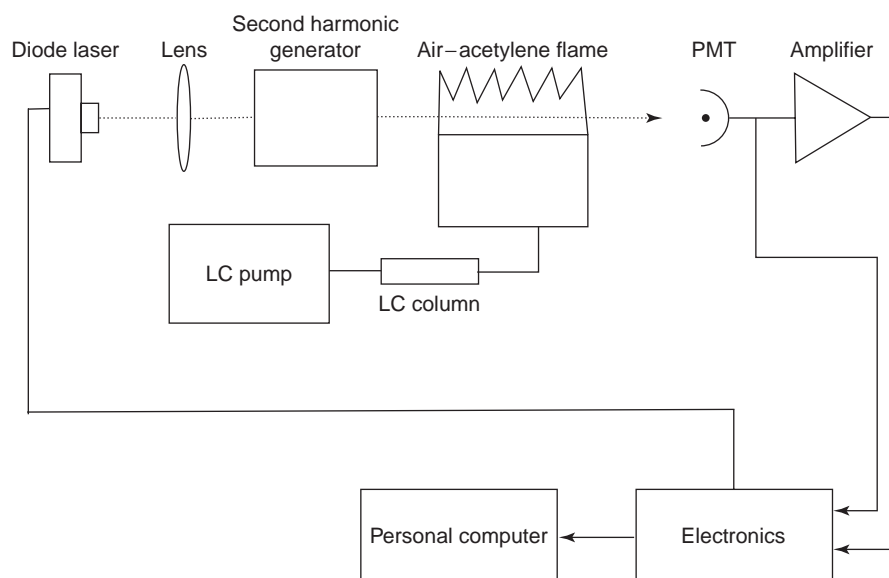 Diode laser
Lens
Second harmonic
generator
Air–acetylene flame
PMT
Amplifier
LC pump
LC column
Personal computer
Electronics